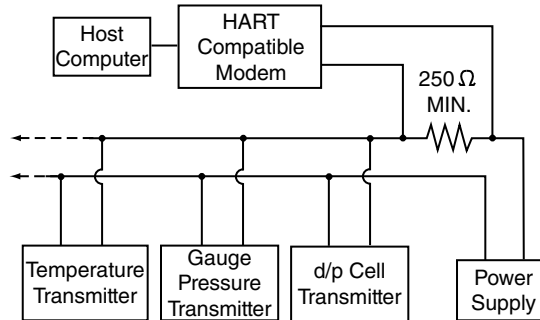 Host
Computer
HART
Compatible
Modem
250 Ω
MIN.
Temperature
Transmitter
Gauge
Pressure
Transmitter
d/p Cell
Transmitter
Power
Supply